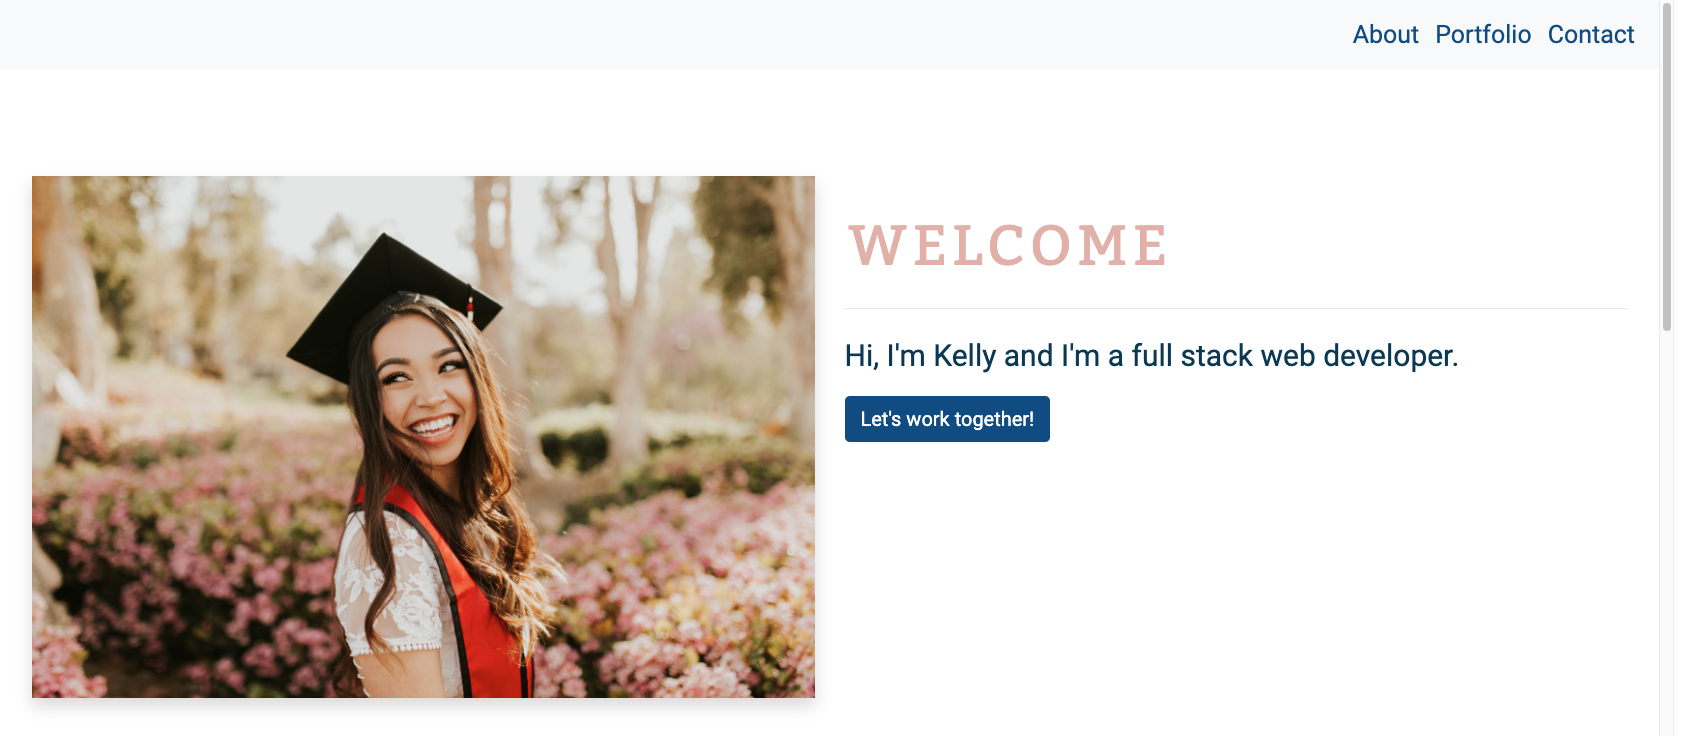 About Portfolio Contact
WELCOME
Hi, I'm Kelly and I'm a full stack web developer.
Let's work together!